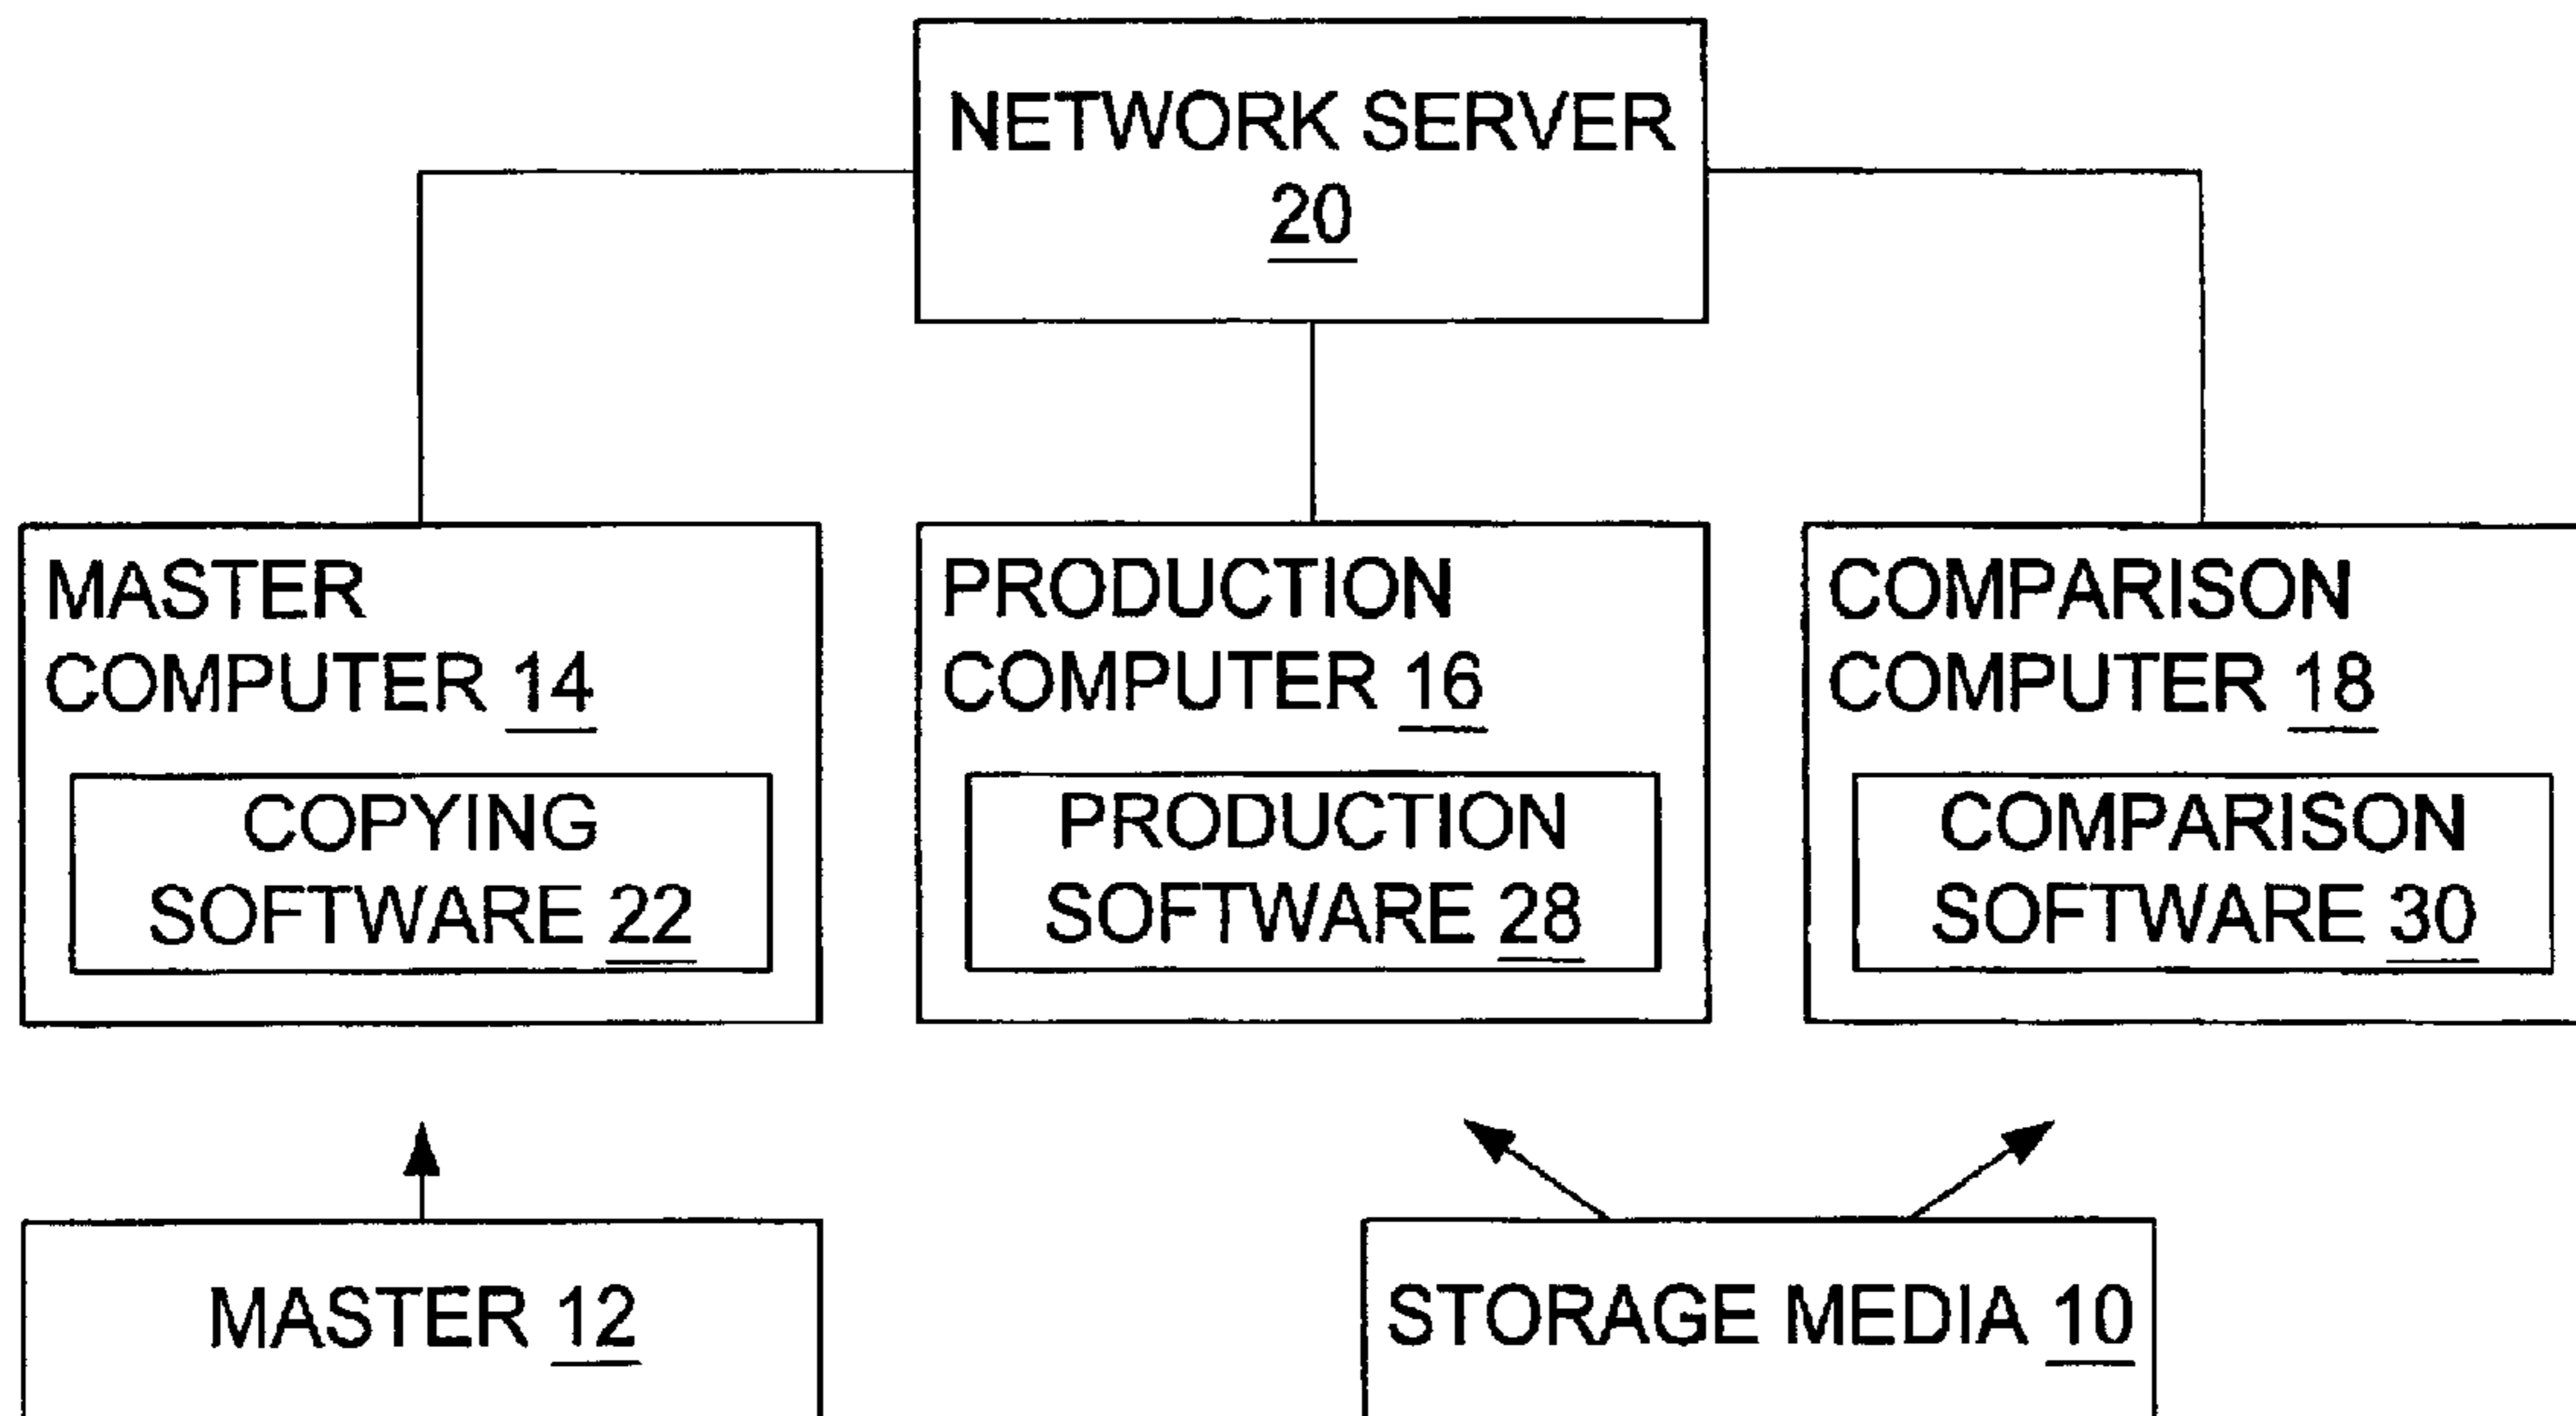 NETWORK SERVER
20
MASTER
COMPUTER 14
COPYING
SOFTWARE 22
PRODUCTION
COMPUTER 16
PRODUCTION
SOFTWARE 28
COMPARISON
COMPUTER 18
COMPARISON
SOFTWARE 30
MASTER 12
STORAGE MEDIA 10